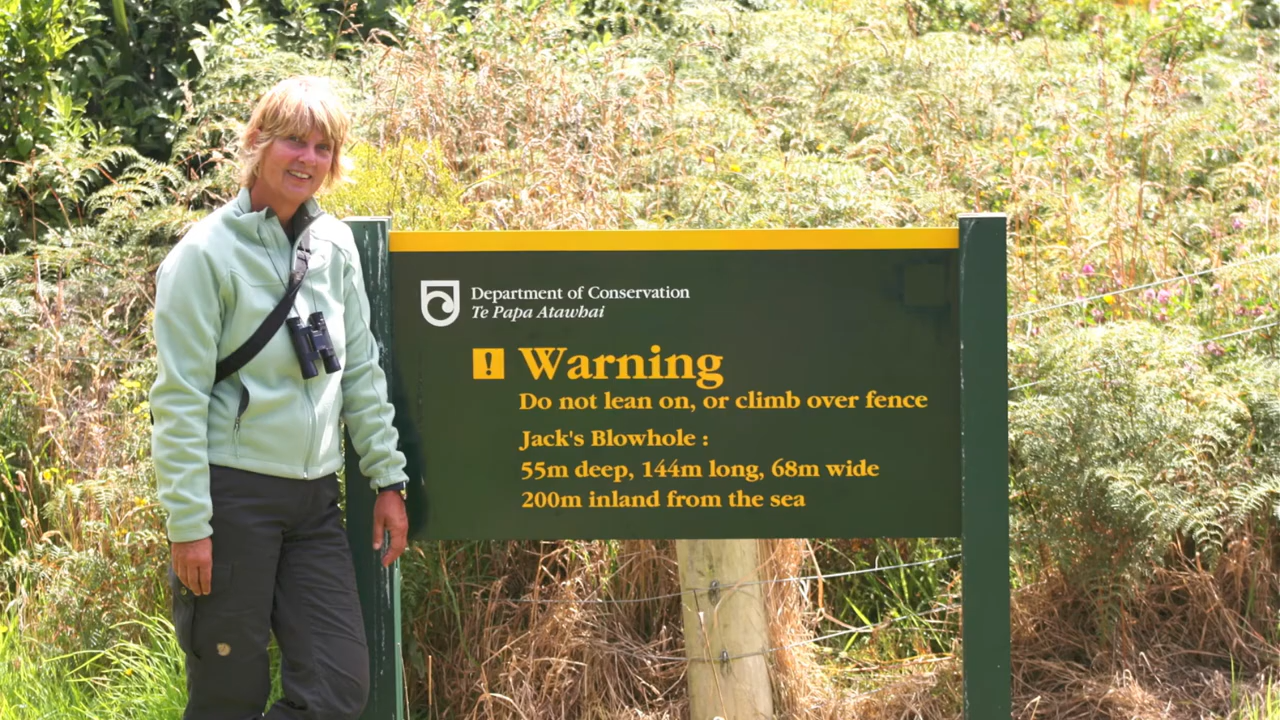 Department of Conservation
Te Papa Atawhai
! Warning
Do not lean on, or climb over fence
Jack's Blowhole :
55m deep, 144m long, 68m wide
200m inland from the sea